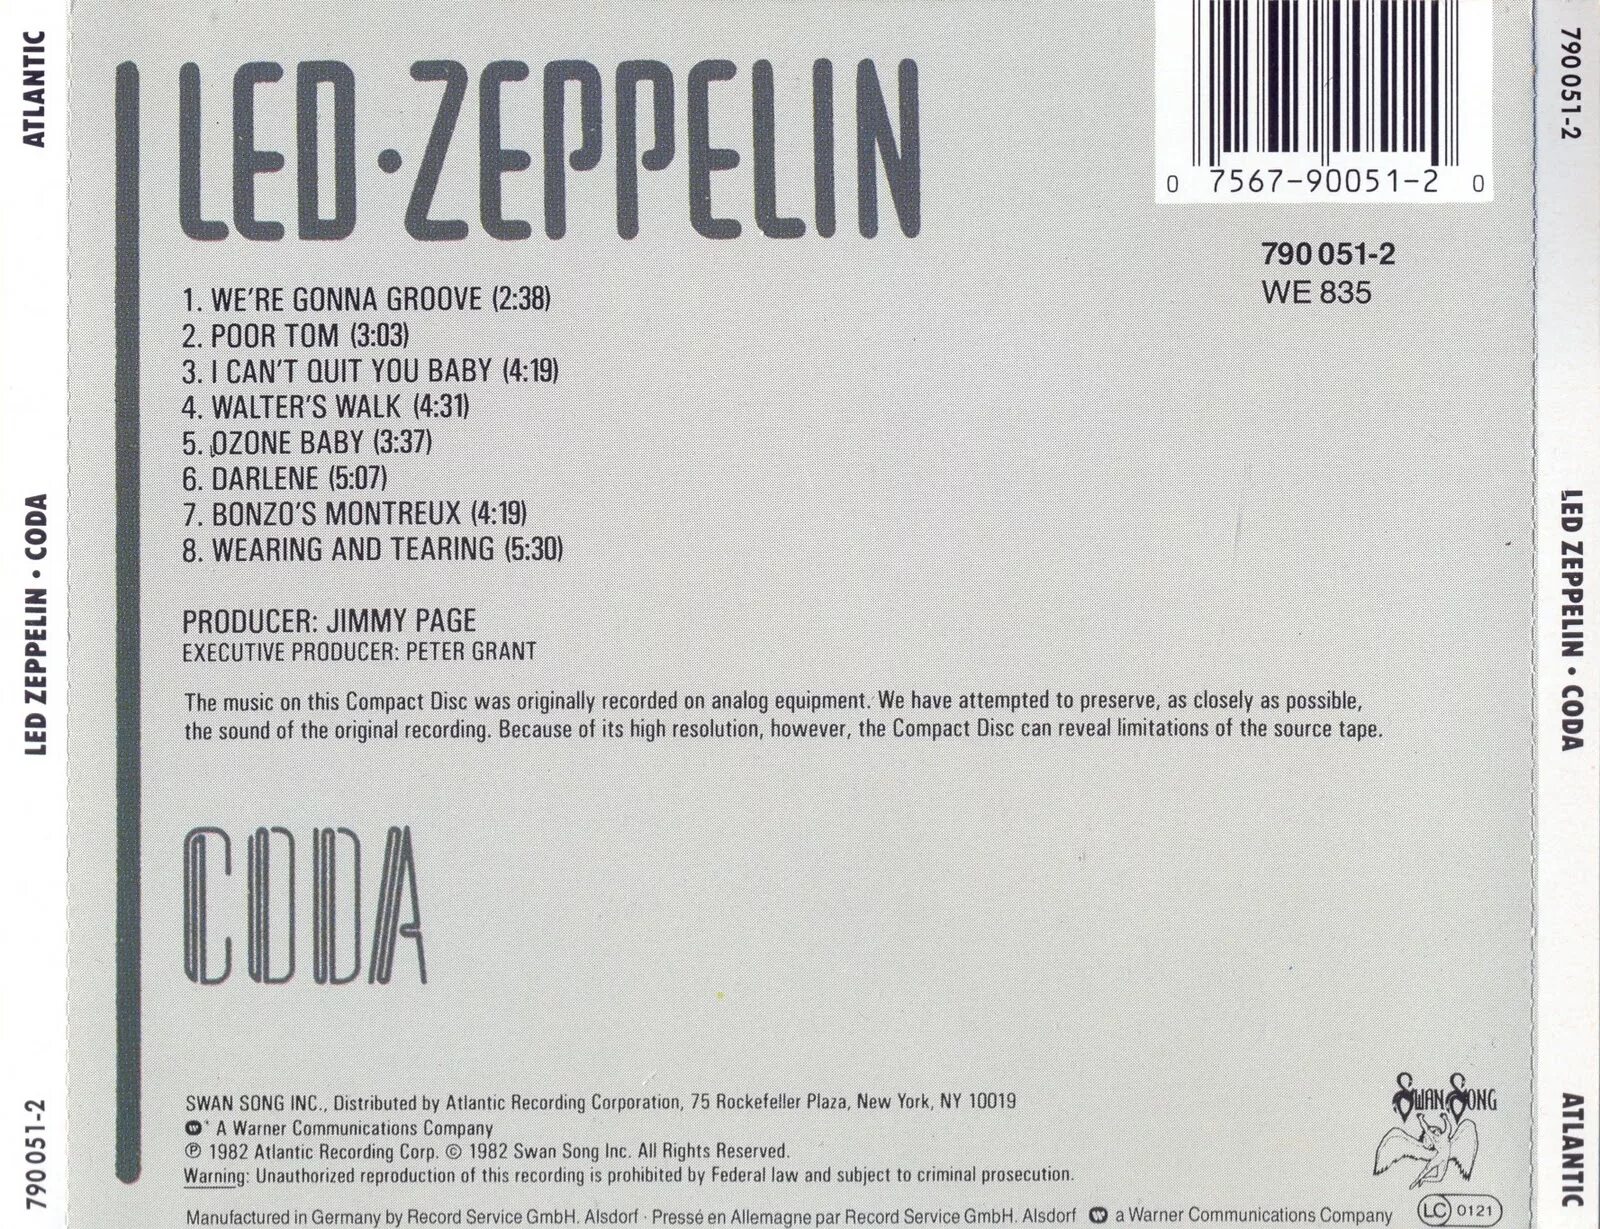 ATLANTIC
LED ZEPPELIN • CODA
790 051-2
LED · ZEPPELIN
0 7567-90051-2 0
790 051-2
WE 835
1. WE'RE GONNA GROOVE (2:38)
2. POOR TOM (3:03)
3. I CAN'T QUIT YOU BABY (4:19)
4. WALTER'S WALK (4:31)
5. OZONE BABY (3:37)
6. DARLENE (5:07)
7. BONZO'S MONTREUX (4:19)
8. WEARING AND TEARING (5:30)
PRODUCER: JIMMY PAGE
EXECUTIVE PRODUCER: PETER GRANT
The music on this Compact Disc was originally recorded on analog equipment. We have attempted to preserve, as closely as possible,
the sound of the original recording. Because of its high resolution, however, the Compact Disc can reveal limitations of the source tape.
CODA
SWAN SONG INC., Distributed by Atlantic Recording Corporation, 75 Rockefeller Plaza, New York, NY 10019
A Warner Communications Company
℗ 1982 Atlantic Recording Corp. © 1982 Swan Song Inc. All Rights Reserved.
Warning: Unauthorized reproduction of this recording is prohibited by Federal law and subject to criminal prosecution.
Manufactured in Germany by Record Service GmbH. Alsdorf · Pressé en Allemagne par Record Service GmbH. Alsdorf a Warner Communications Company
SWAN SONG
LC 0121
790 051-2
LED ZEPPELIN • CODA
ATLANTIC